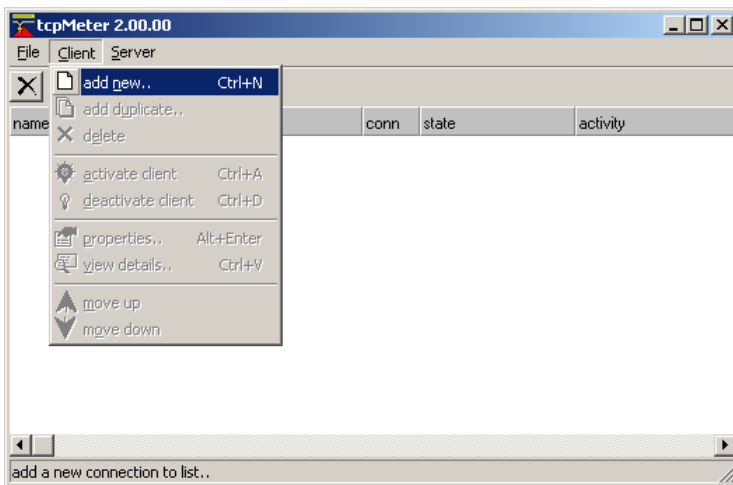 tcpMeter 2.00.00
File Client Server
add new.. Ctrl+N
add duplicate..
delete
name conn state activity
activate client Ctrl+A
deactivate client Ctrl+D
properties.. Alt+Enter
view details.. Ctrl+V
move up
move down
add a new connection to list..